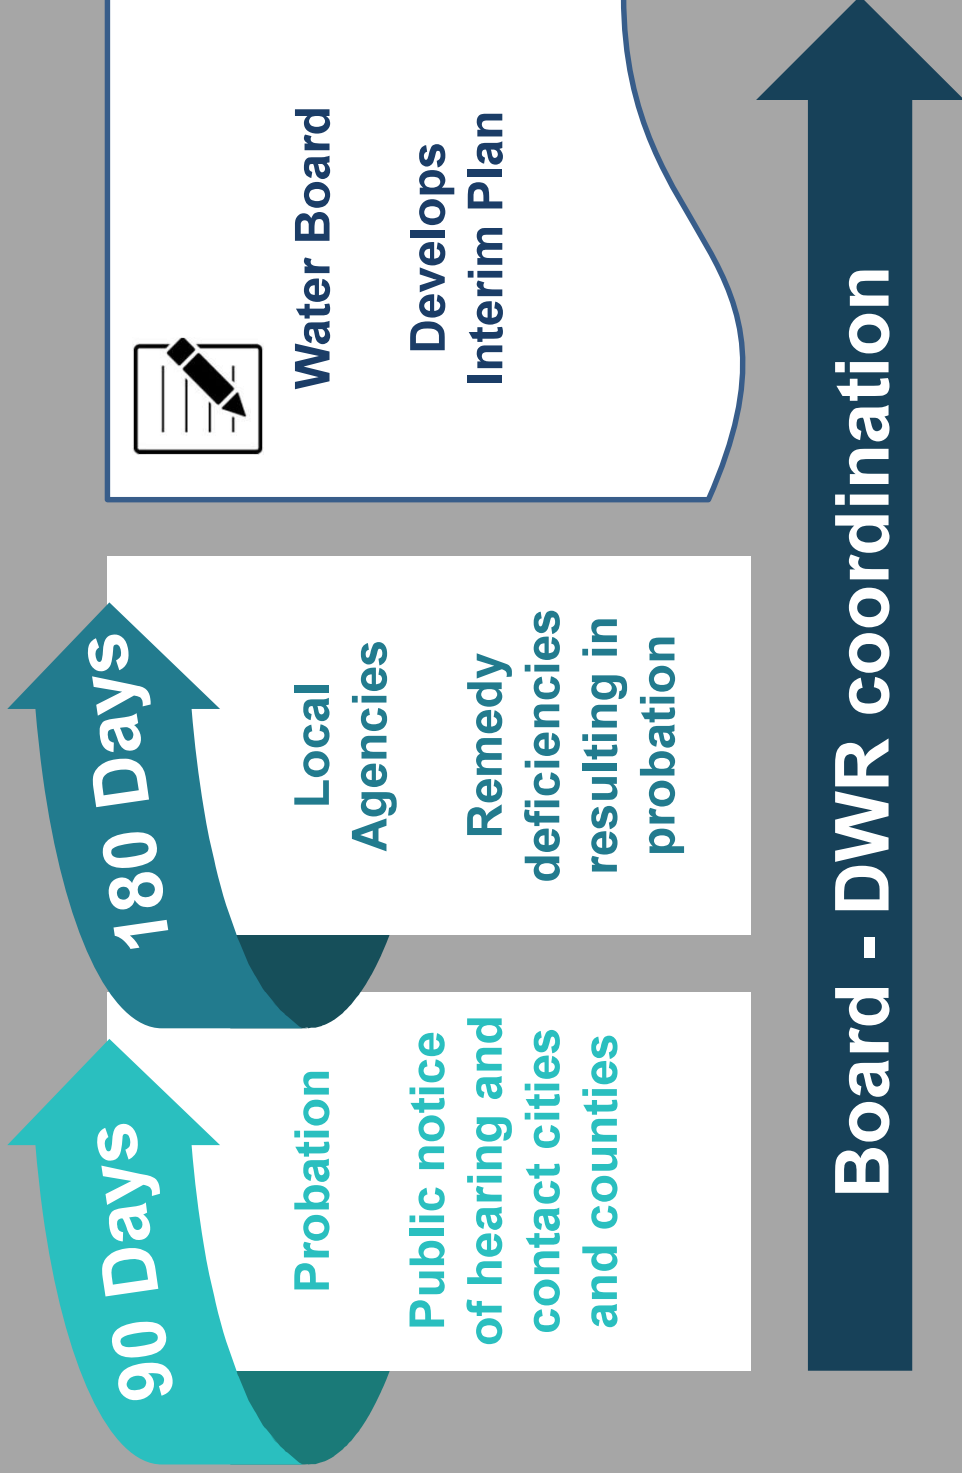 90 Days
Probation
Public notice
of hearing and
contact cities
and counties
180 Days
Local
Agencies
Remedy
deficiencies
resulting in
probation
Water Board
Develops
Interim Plan
Board - DWR coordination